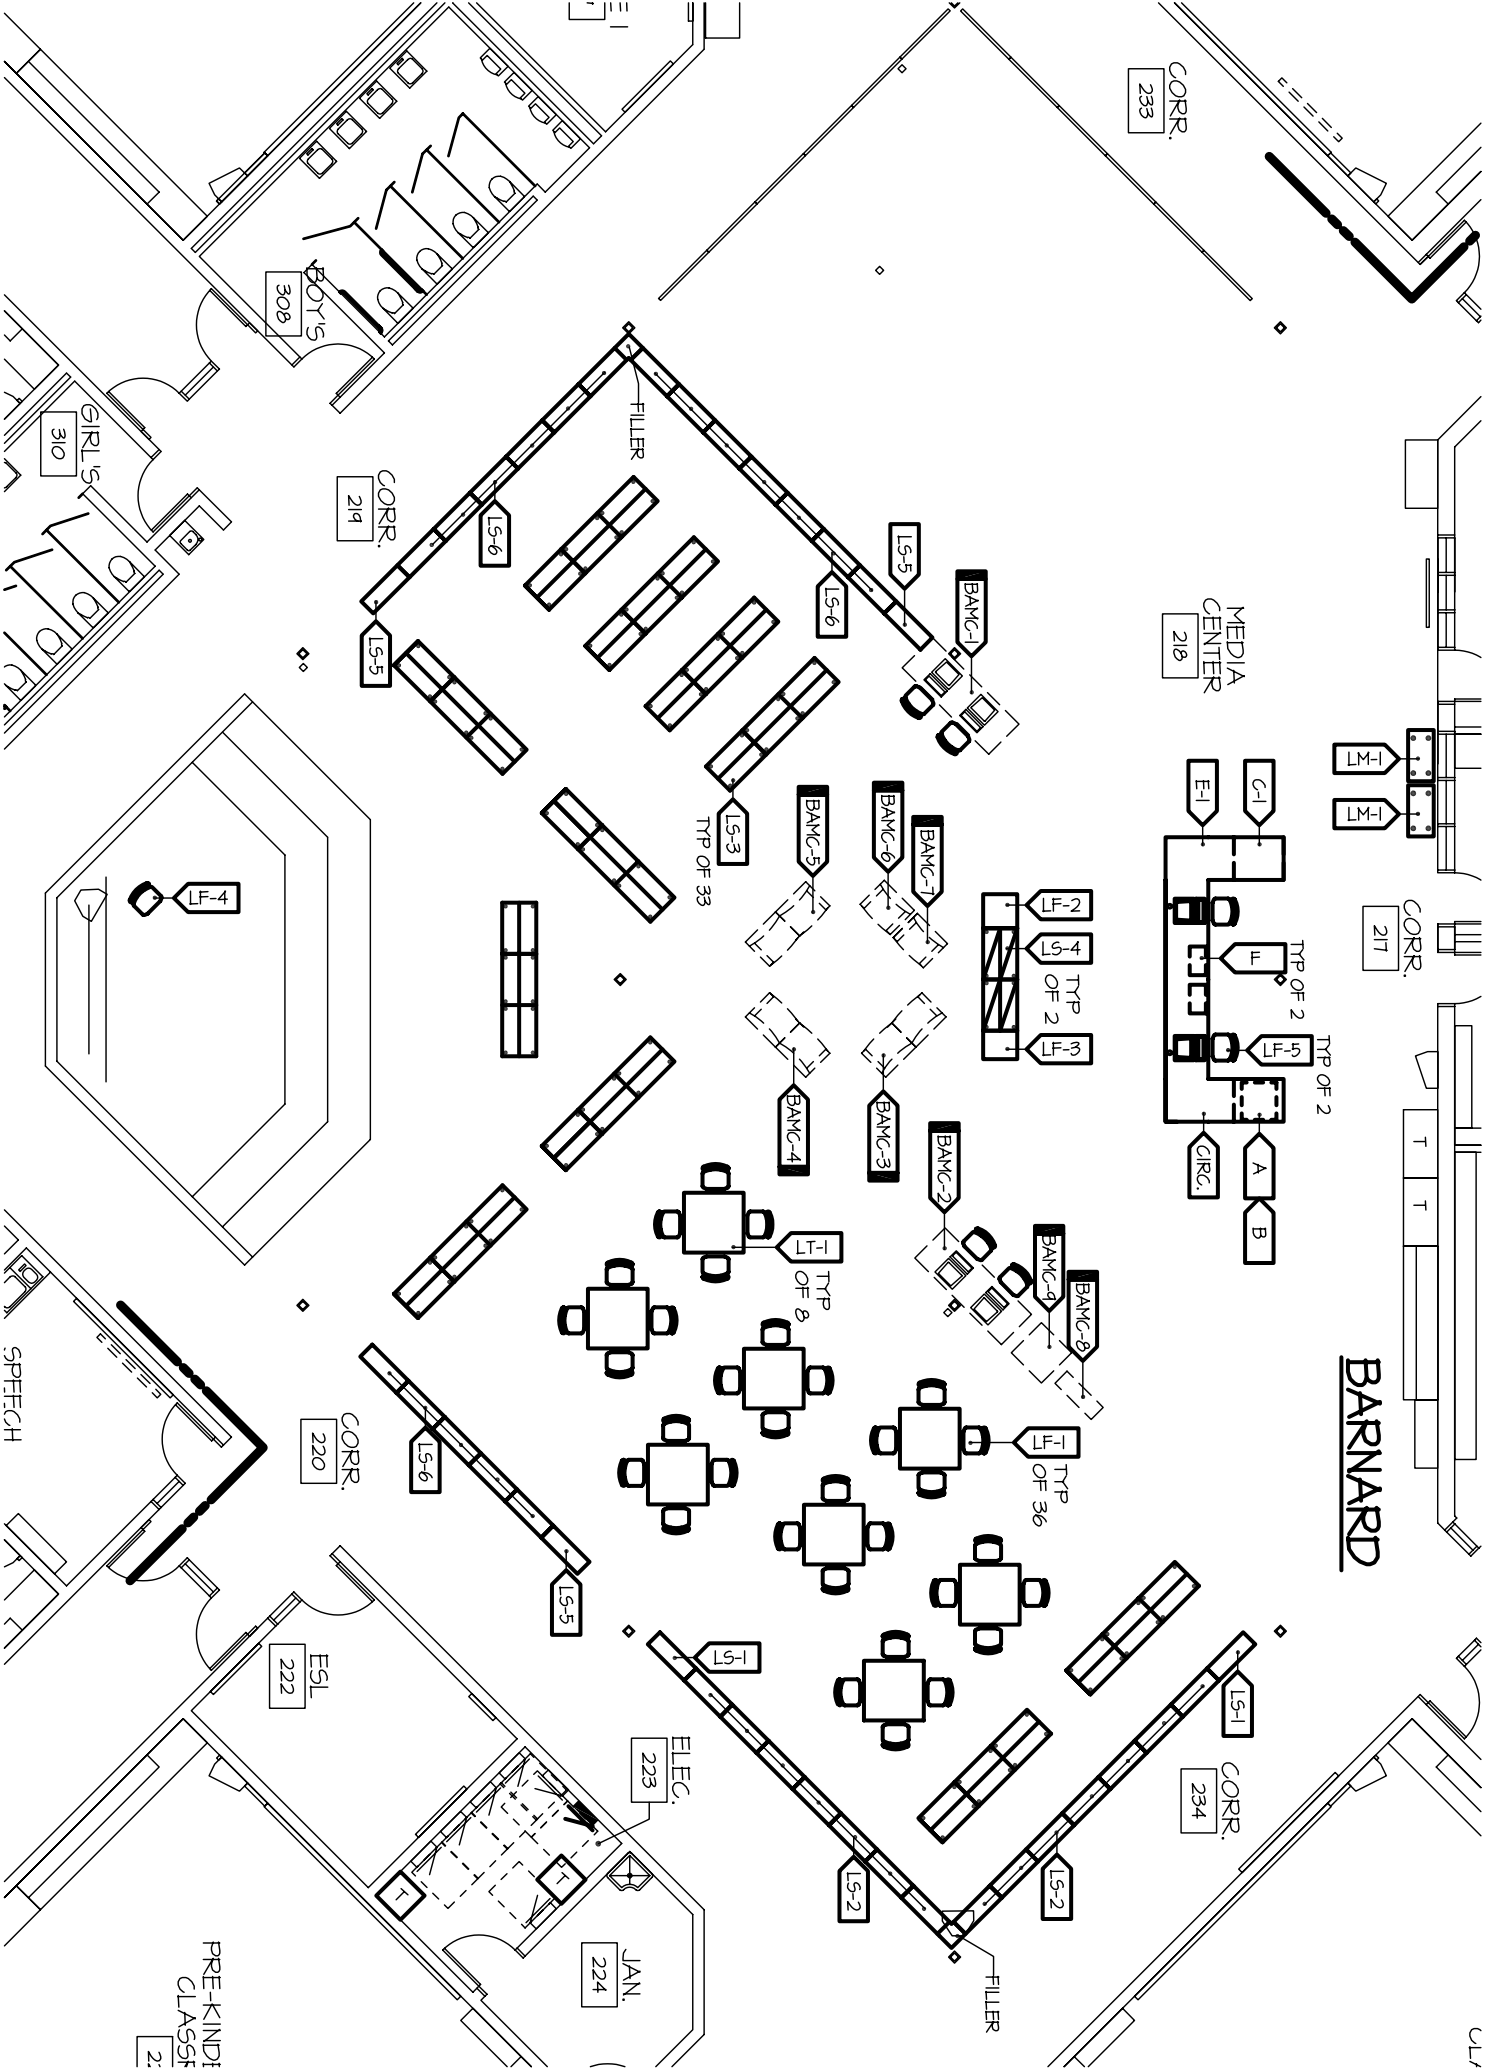 CORR.
233
BOY'S
308
GIRL'S
310
FILLER
CORR.
219
LS-6
LS-5
LS-6
LS-5
BAMC-1
MEDIA
CENTER
218
LM-1
LM-1
E-1
C-1
LS-3
TYP OF 33
BAMC-5
BAMC-6
BAMC-7
LF-4
LF-2
LS-4
TYP
OF 2
LF-3
F
TYP OF 2
CORR.
217
LF-5
TYP OF 2
BAMC-4
BAMC-3
BAMC-2
CIRC.
A
B
T
T
LT-1
TYP
OF 8
BAMC-9
BAMC-8
BARNARD
SPEECH
CORR.
220
LS-6
LF-1
TYP
OF 36
LS-5
LS-1
LS-1
ESL
222
ELEC.
223
CORR.
234
LS-2
LS-2
T
T
FILLER
JAN.
224